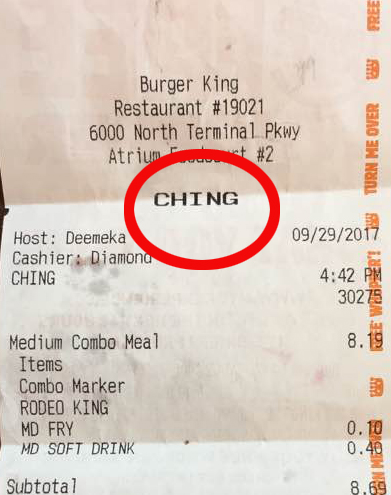 Burger King
Restaurant #19021
6000 North Terminal Pkwy
Atrium Foodcourt #2
CHING
Host: Deemeka 09/29/2017
Cashier: Diamond
CHING 4:42 PM
30275
Medium Combo Meal 8.19
Items
Combo Marker
RODEO KING
MD FRY 0.10
MD SOFT DRINK 0.40
Subtotal 8.69
FREE
TURN ME OVER
WHOPPER!